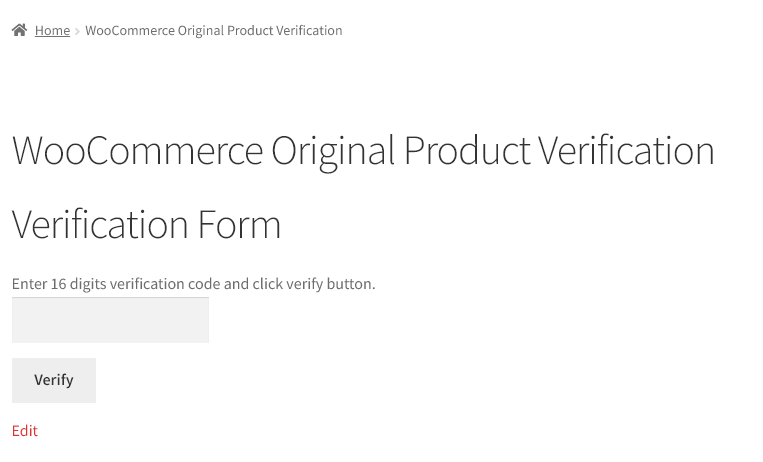 Home > WooCommerce Original Product Verification
WooCommerce Original Product Verification
Verification Form
Enter 16 digits verification code and click verify button.
Verify
Edit